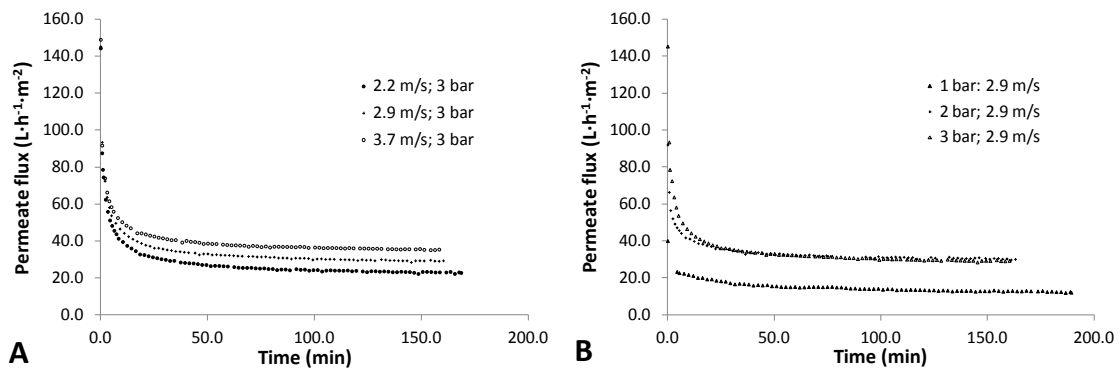 160.0
140.0
120.0
100.0
80.0
60.0
40.0
20.0
0.0
Permeate flux (L·h⁻¹·m⁻²)
2.2 m/s; 3 bar
2.9 m/s; 3 bar
3.7 m/s; 3 bar
0.0 50.0 100.0 150.0 200.0
Time (min)
A
160.0
140.0
120.0
100.0
80.0
60.0
40.0
20.0
0.0
Permeate flux (L·h⁻¹·m⁻²)
1 bar: 2.9 m/s
2 bar; 2.9 m/s
3 bar; 2.9 m/s
0.0 50.0 100.0 150.0 200.0
Time (min)
B